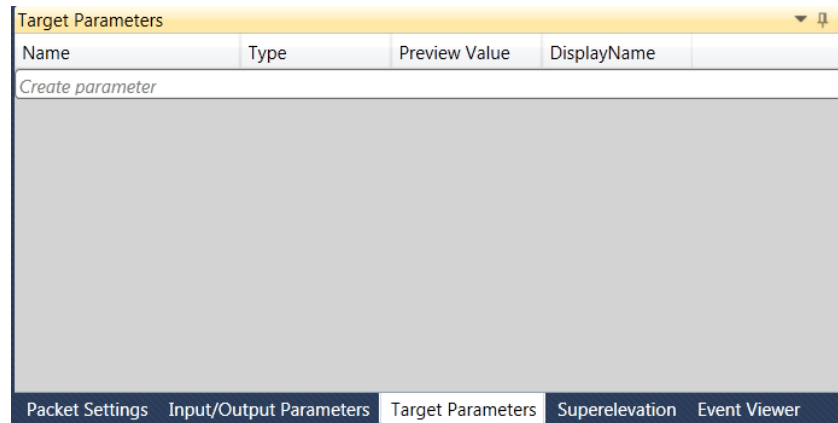 Target Parameters
Name Type Preview Value DisplayName
Create parameter
Packet Settings Input/Output Parameters Target Parameters Superelevation Event Viewer